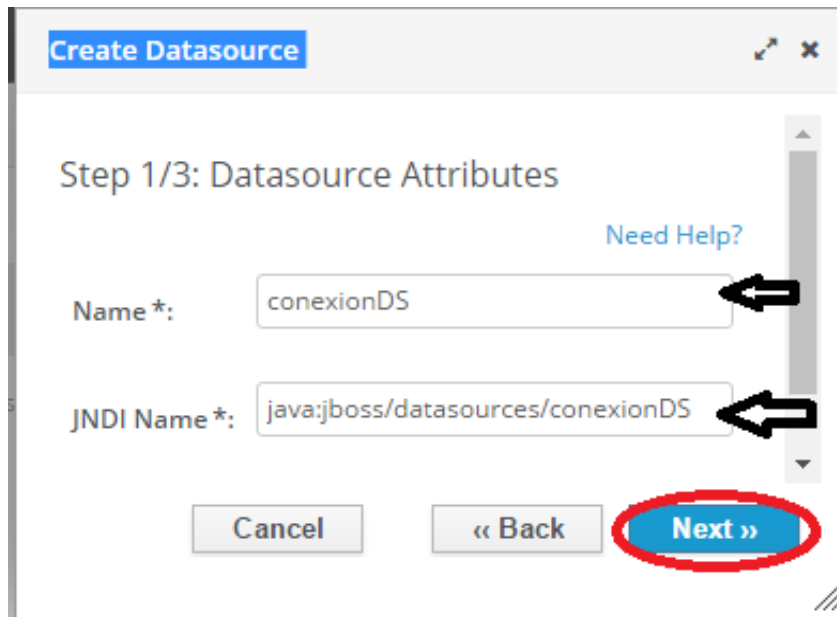 Create Datasource
Step 1/3: Datasource Attributes
Need Help?
Name*: conexionDS
JNDI Name*: java:jboss/datasources/conexionDS
Cancel « Back Next »